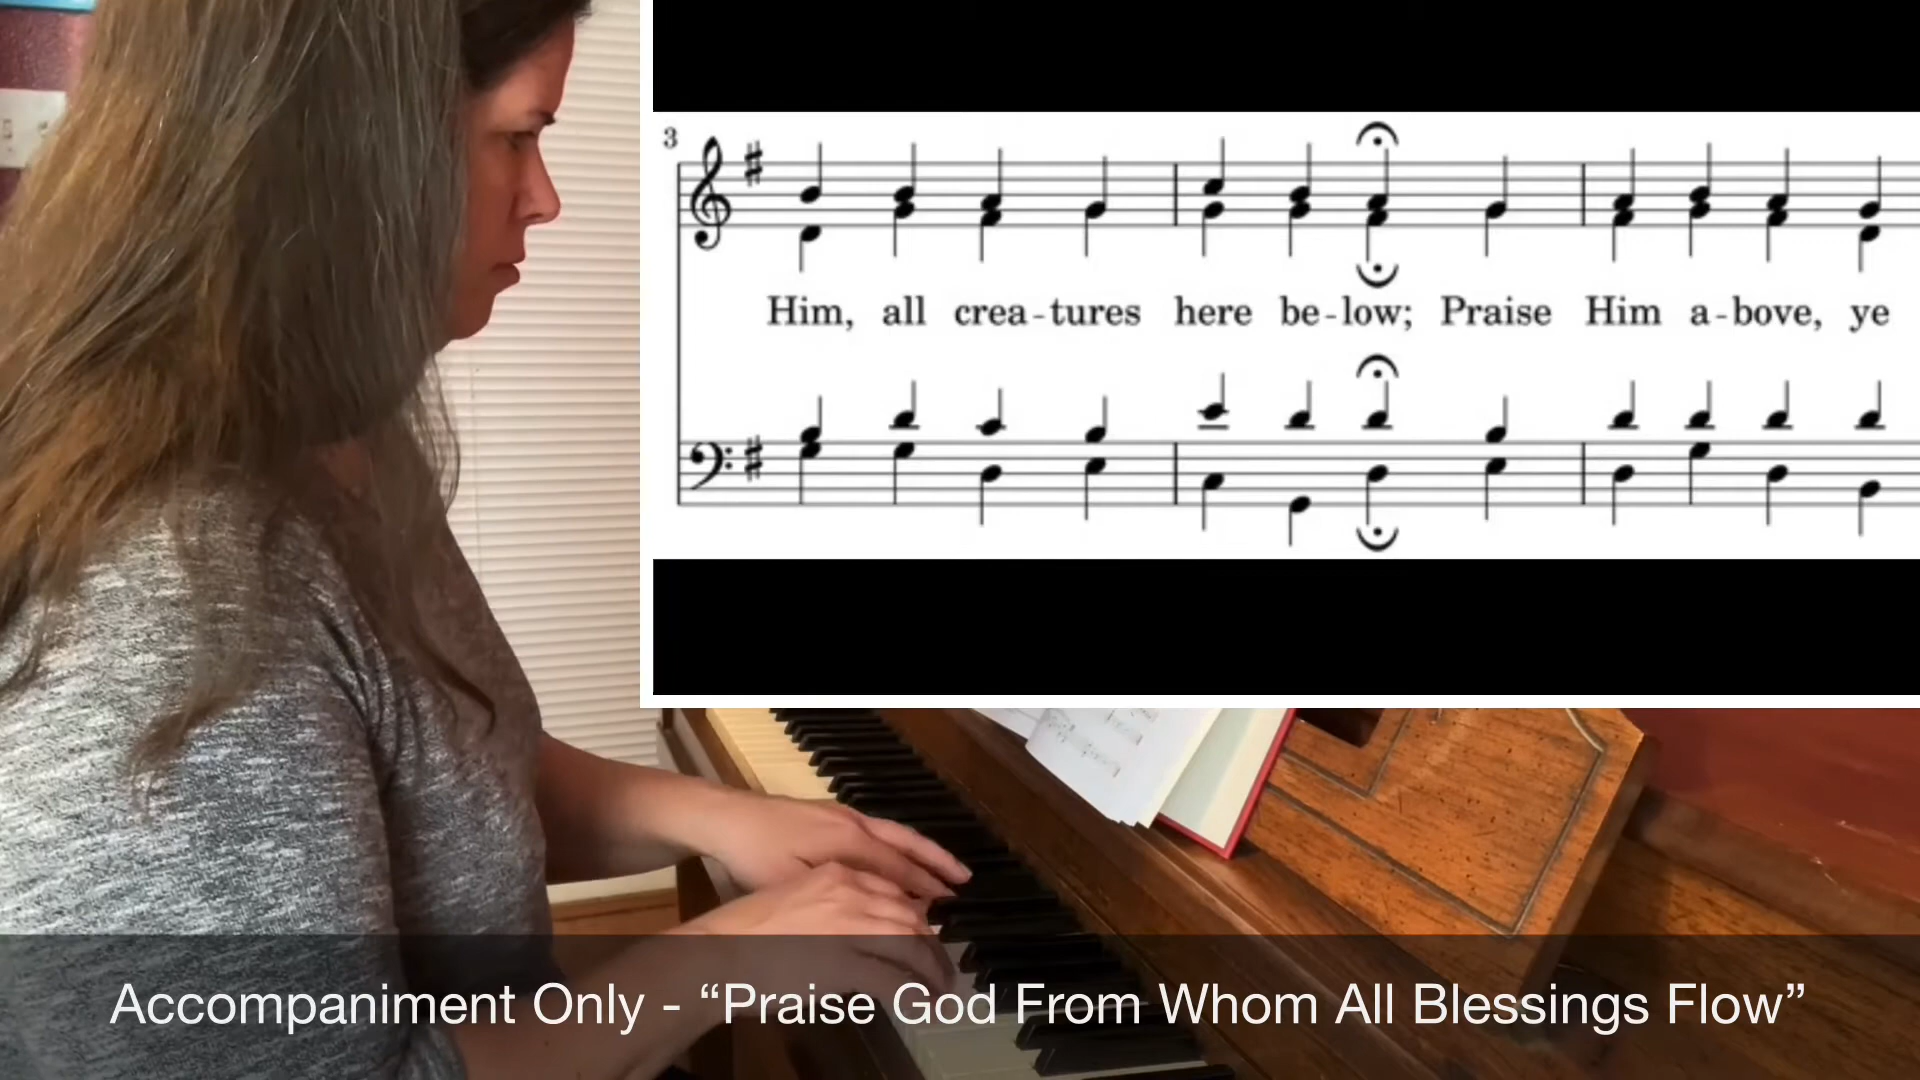 3
Him, all crea-tures here be-low; Praise Him a-bove, ye
Accompaniment Only - “Praise God From Whom All Blessings Flow”